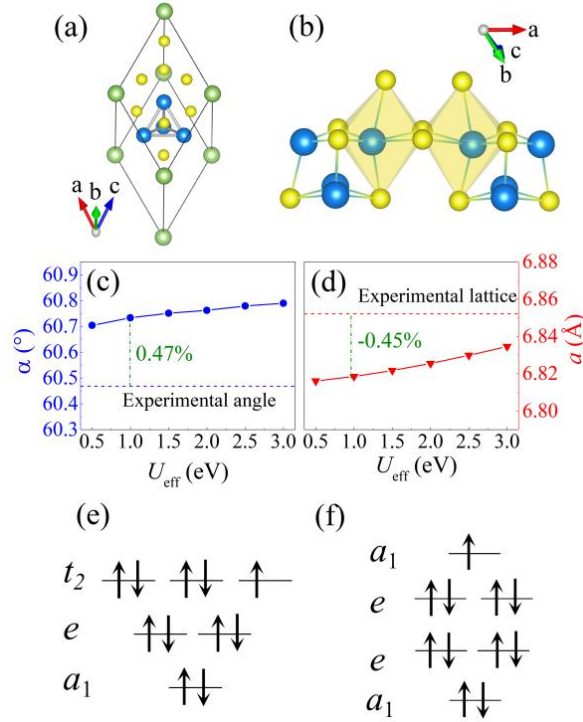 (a)
a
b
c
(b)
a
c
b
(c)
60.9
60.8
60.7
60.6
60.5
60.4
60.3
α (°)
0.47%
Experimental angle
0.5 1.0 1.5 2.0 2.5 3.0
U_eff (eV)
(d)
6.88
6.86
6.84
6.82
6.80
a (Å)
Experimental lattice
-0.45%
0.5 1.0 1.5 2.0 2.5 3.0
U_eff (eV)
(e)
t₂
e
a₁
(f)
a₁
e
e
a₁